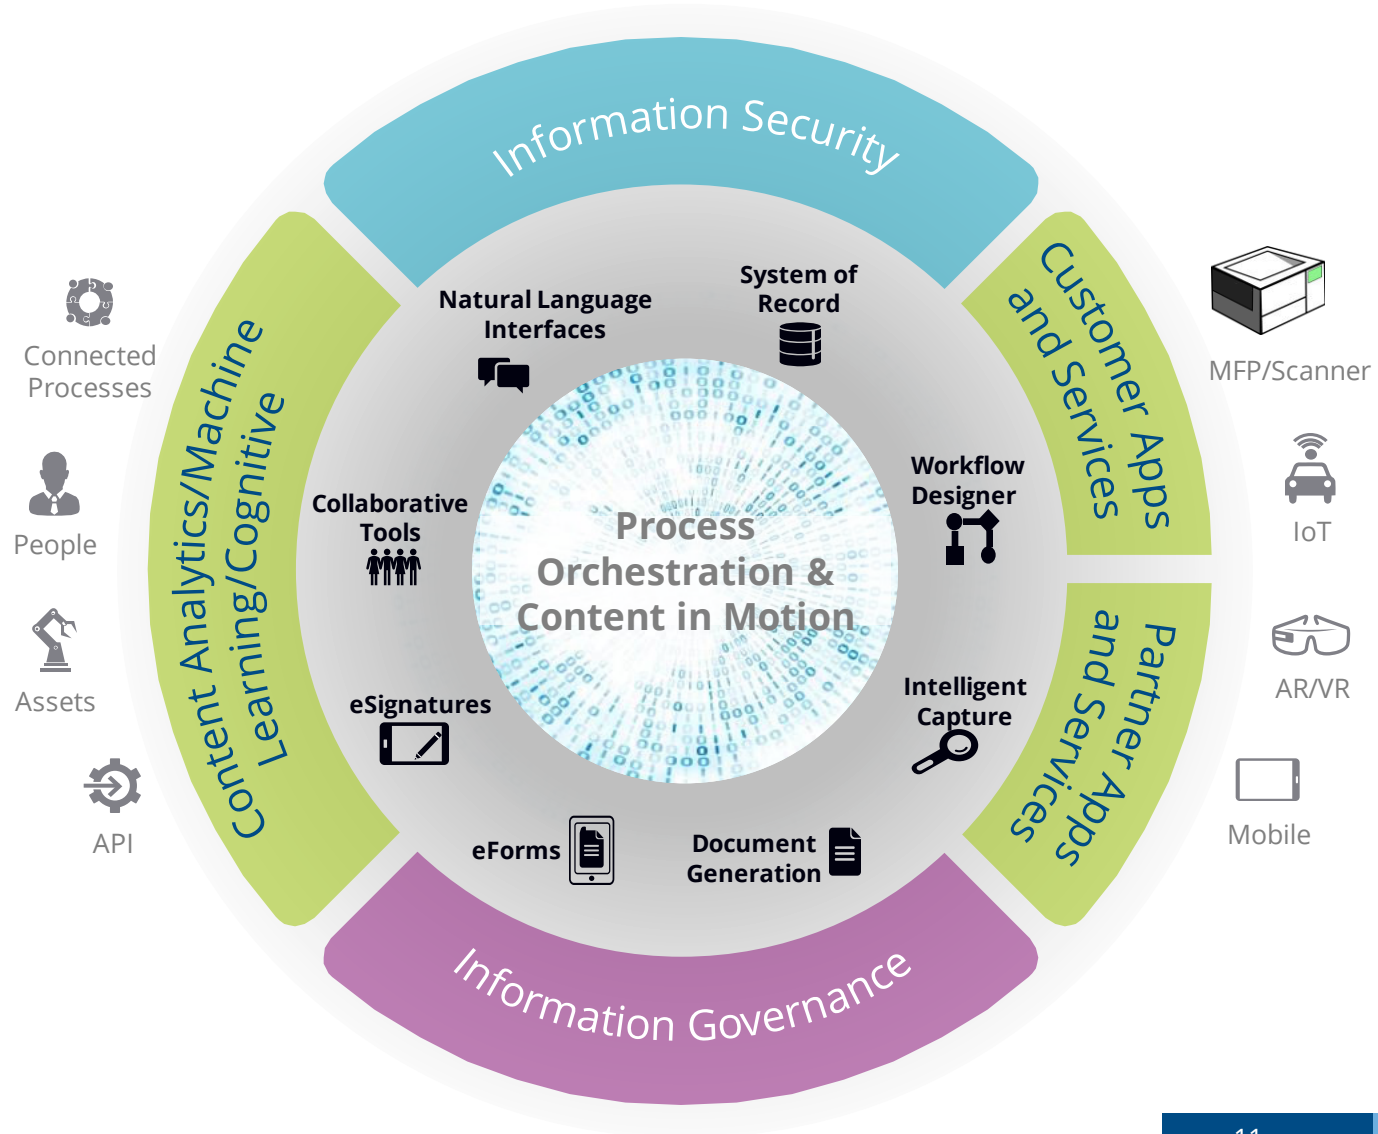 Information Security
Customer Apps
and Services
Partner Apps
and Services
Information Governance
Content Analytics/Machine
Learning/Cognitive
Natural Language
Interfaces
System of
Record
Workflow
Designer
Intelligent
Capture
Document
Generation
eForms
eSignatures
Collaborative
Tools
Process
Orchestration &
Content in Motion
Connected
Processes
People
Assets
API
MFP/Scanner
IoT
AR/VR
Mobile
11